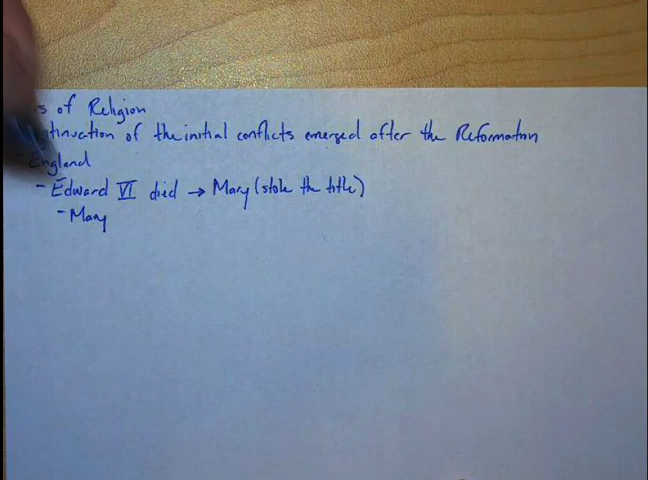 s of Religion
tinuation of the initial conflicts emerged after the Reformation
England
- Edward VI died → Mary (stole the title)
- Mary